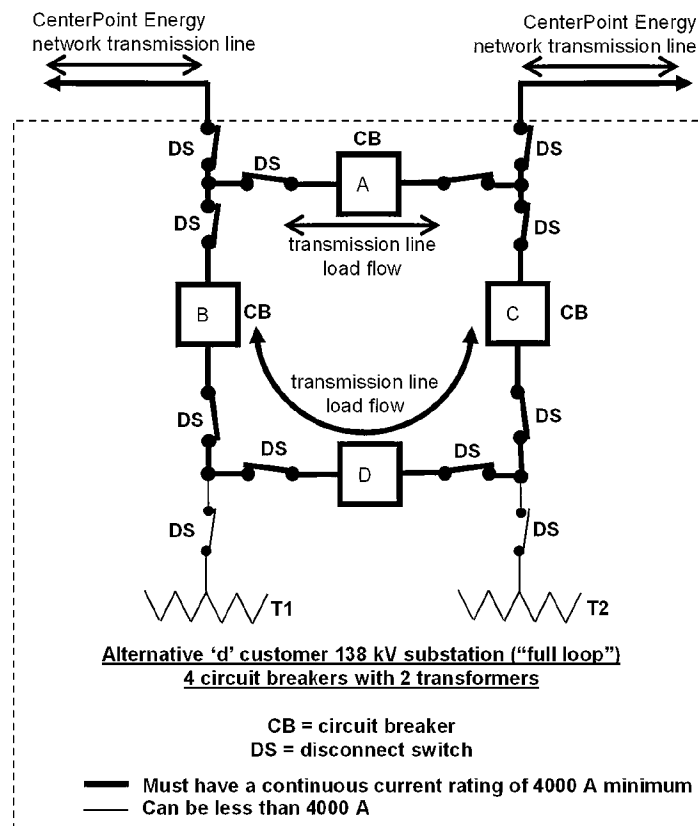 CenterPoint Energy
network transmission line
CenterPoint Energy
network transmission line
DS
DS
CB
A
DS
DS
transmission line
load flow
DS
B
CB
C
CB
transmission line
load flow
DS
DS
DS
DS
D
DS
DS
T1
T2
Alternative ‘d’ customer 138 kV substation (“full loop”)
4 circuit breakers with 2 transformers
CB = circuit breaker
DS = disconnect switch
Must have a continuous current rating of 4000 A minimum
Can be less than 4000 A